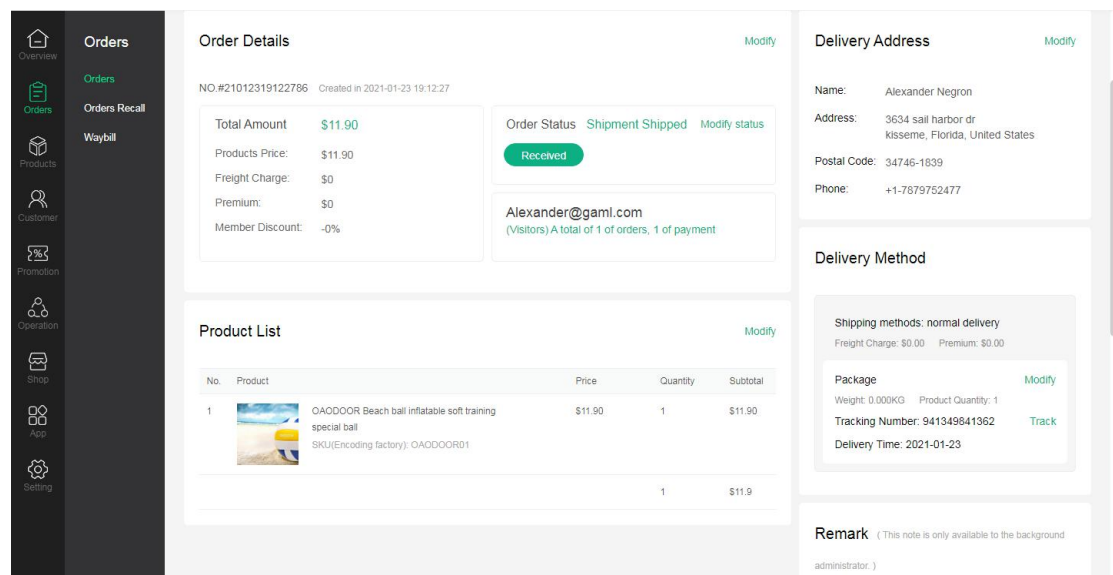 Overview
Orders
Products
Customer
Promotion
Operation
Shop
App
Setting
Orders
Orders
Orders Recall
Waybill
Order Details Modify
NO.#21012319122786 Created in 2021-01-23 19:12:27
Total Amount $11.90
Products Price: $11.90
Freight Charge: $0
Premium: $0
Member Discount: -0%
Order Status Shipment Shipped Modify status
Received
Alexander@gaml.com
(Visitors) A total of 1 of orders, 1 of payment
Product List Modify
No. Product Price Quantity Subtotal
1 OAODOOR Beach ball inflatable soft training $11.90 1 $11.90
special ball
SKU(Encoding factory): OAODOOR01
1 $11.9
Delivery Address Modify
Name: Alexander Negron
Address: 3634 sail harbor dr
kisseme, Florida, United States
Postal Code: 34746-1839
Phone: +1-7879752477
Delivery Method
Shipping methods: normal delivery
Freight Charge: $0.00 Premium: $0.00
Package Modify
Weight: 0.000KG Product Quantity: 1
Tracking Number: 941349841362 Track
Delivery Time: 2021-01-23
Remark ( This note is only available to the background
administrator. )